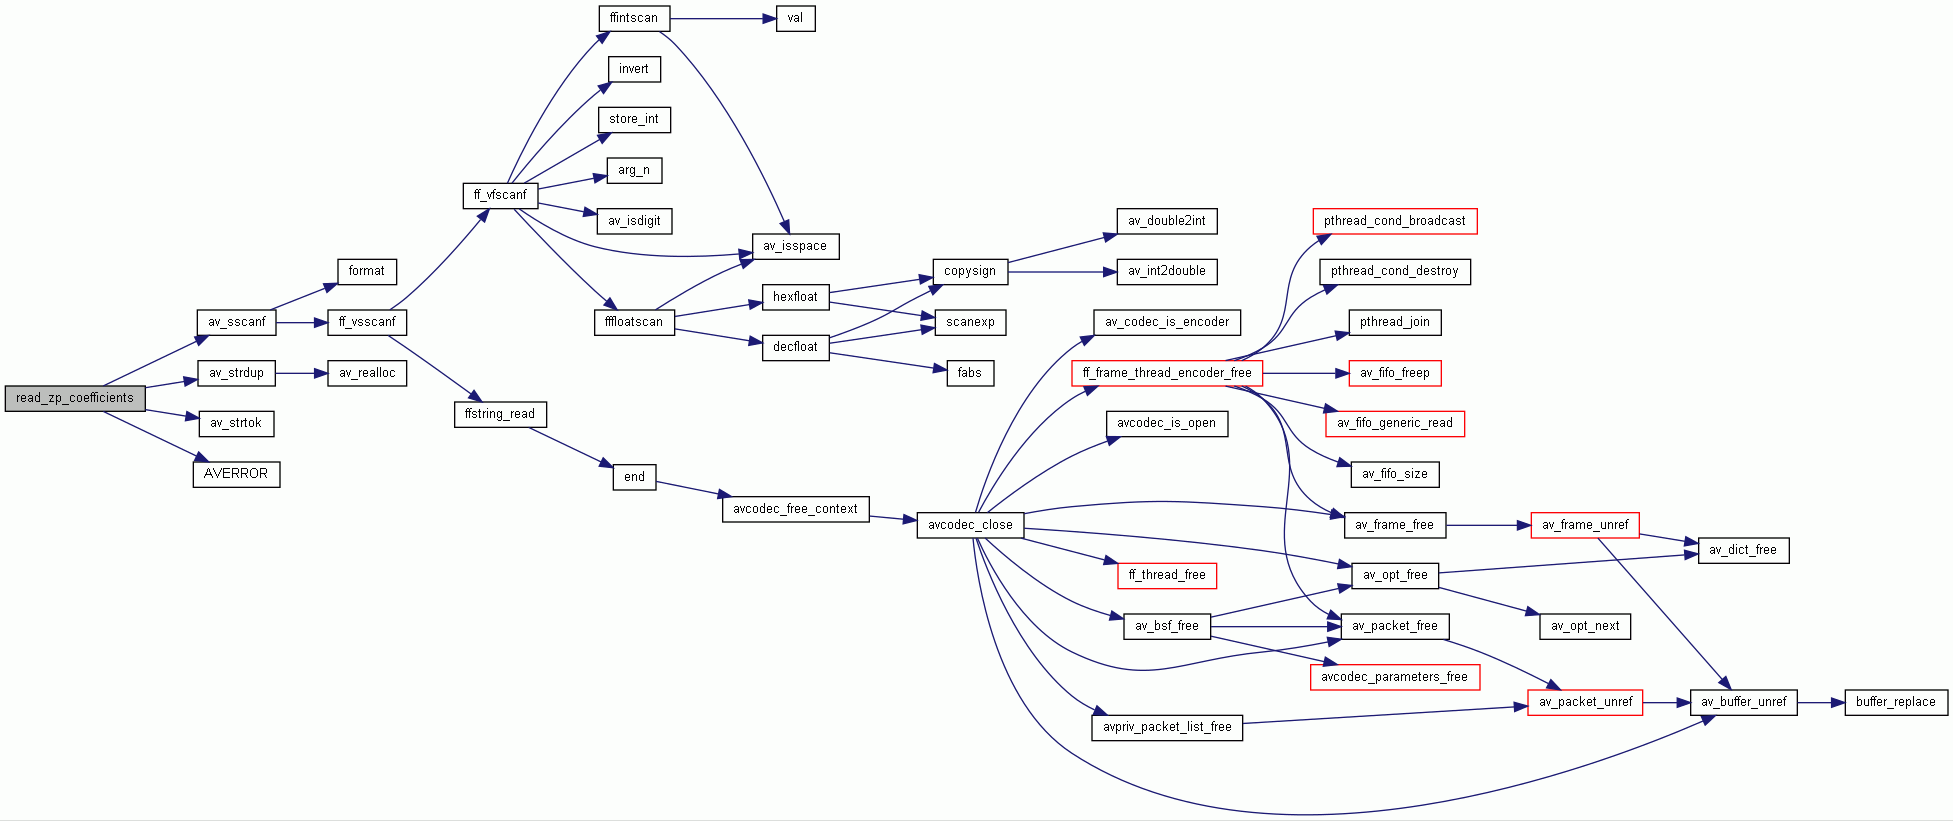 read_zp_coefficients
av_sscanf
av_strdup
av_strtok
AVERROR
format
ff_vsscanf
av_realloc
ff_vfscanf
ffstring_read
ffintscan
invert
store_int
arg_n
av_isdigit
fffloatscan
end
val
av_isspace
hexfloat
decfloat
avcodec_free_context
copysign
scanexp
fabs
avcodec_close
av_double2int
av_int2double
av_codec_is_encoder
ff_frame_thread_encoder_free
avcodec_is_open
ff_thread_free
av_bsf_free
avpriv_packet_list_free
pthread_cond_broadcast
pthread_cond_destroy
pthread_join
av_fifo_freep
av_fifo_generic_read
av_fifo_size
av_frame_free
av_opt_free
av_packet_free
avcodec_parameters_free
av_frame_unref
av_opt_next
av_packet_unref
av_dict_free
av_buffer_unref
buffer_replace